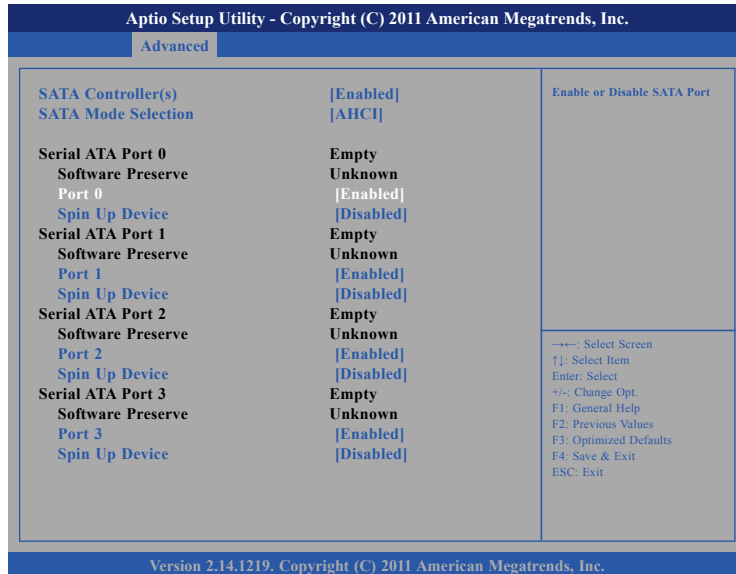 Aptio Setup Utility - Copyright (C) 2011 American Megatrends, Inc.
Advanced
SATA Controller(s) [Enabled]
SATA Mode Selection [AHCI]
Serial ATA Port 0 Empty
Software Preserve Unknown
Port 0 [Enabled]
Spin Up Device [Disabled]
Serial ATA Port 1 Empty
Software Preserve Unknown
Port 1 [Enabled]
Spin Up Device [Disabled]
Serial ATA Port 2 Empty
Software Preserve Unknown
Port 2 [Enabled]
Spin Up Device [Disabled]
Serial ATA Port 3 Empty
Software Preserve Unknown
Port 3 [Enabled]
Spin Up Device [Disabled]
Enable or Disable SATA Port
→←: Select Screen
↑↓: Select Item
Enter: Select
+/-: Change Opt.
F1: General Help
F2: Previous Values
F3: Optimized Defaults
F4: Save & Exit
ESC: Exit
Version 2.14.1219. Copyright (C) 2011 American Megatrends, Inc.